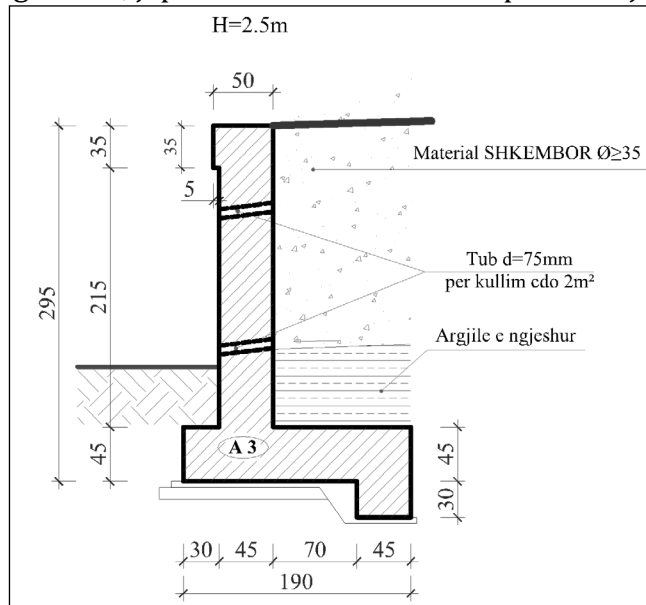 H=2.5m
50
35
35
Material SHKEMBOR Ø≥35
5
Tub d=75mm
per kullim cdo 2m²
295
215
Argjile e ngjeshur
A 3
45
45
30
30
45
70
45
190